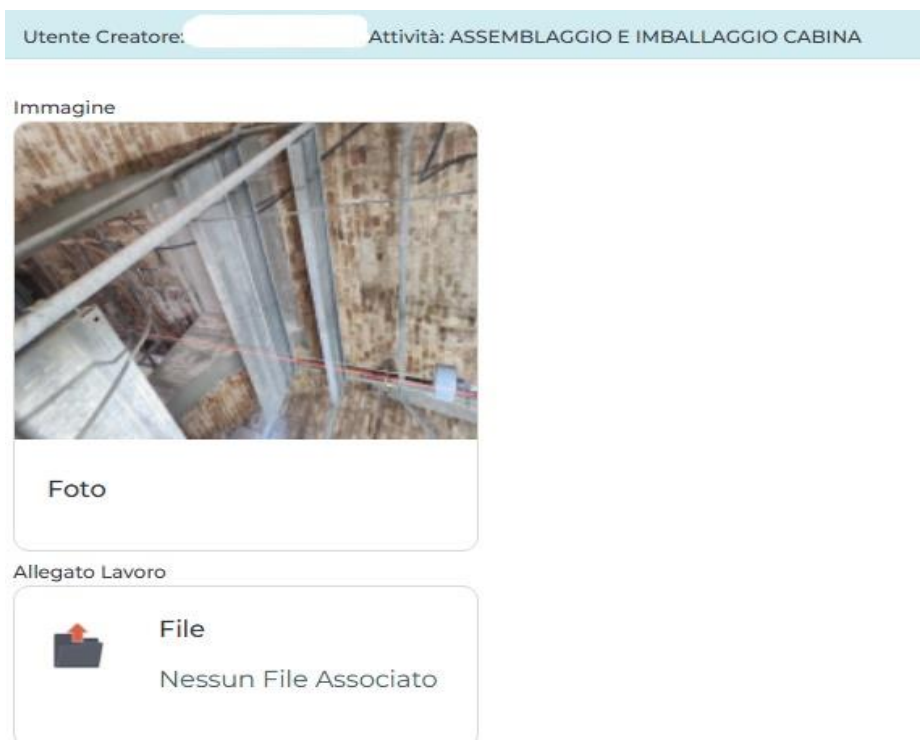 Utente Creatore: Attività: ASSEMBLAGGIO E IMBALLAGGIO CABINA
Immagine
Foto
Allegato Lavoro
File
Nessun File Associato